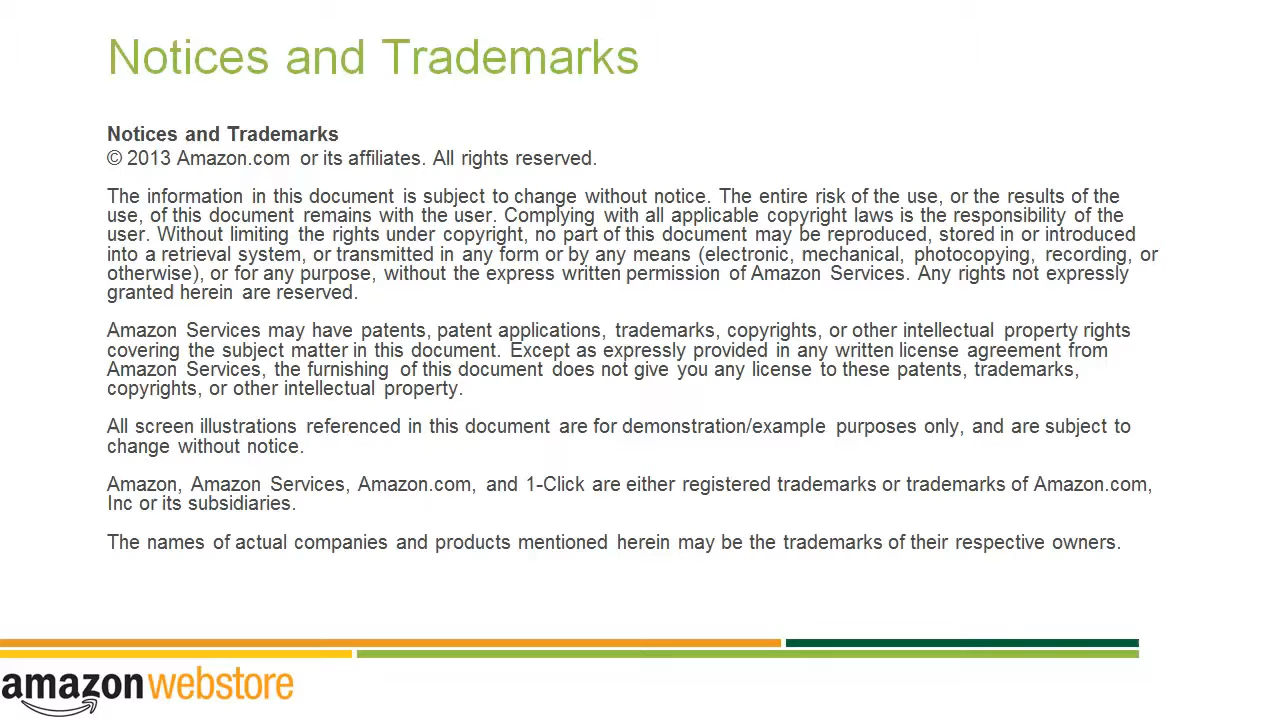 Notices and Trademarks
Notices and Trademarks
© 2013 Amazon.com or its affiliates. All rights reserved.
The information in this document is subject to change without notice. The entire risk of the use, or the results of the
use, of this document remains with the user. Complying with all applicable copyright laws is the responsibility of the
user. Without limiting the rights under copyright, no part of this document may be reproduced, stored in or introduced
into a retrieval system, or transmitted in any form or by any means (electronic, mechanical, photocopying, recording, or
otherwise), or for any purpose, without the express written permission of Amazon Services. Any rights not expressly
granted herein are reserved.
Amazon Services may have patents, patent applications, trademarks, copyrights, or other intellectual property rights
covering the subject matter in this document. Except as expressly provided in any written license agreement from
Amazon Services, the furnishing of this document does not give you any license to these patents, trademarks,
copyrights, or other intellectual property.
All screen illustrations referenced in this document are for demonstration/example purposes only, and are subject to
change without notice.
Amazon, Amazon Services, Amazon.com, and 1-Click are either registered trademarks or trademarks of Amazon.com,
Inc or its subsidiaries.
The names of actual companies and products mentioned herein may be the trademarks of their respective owners.
amazonwebstore